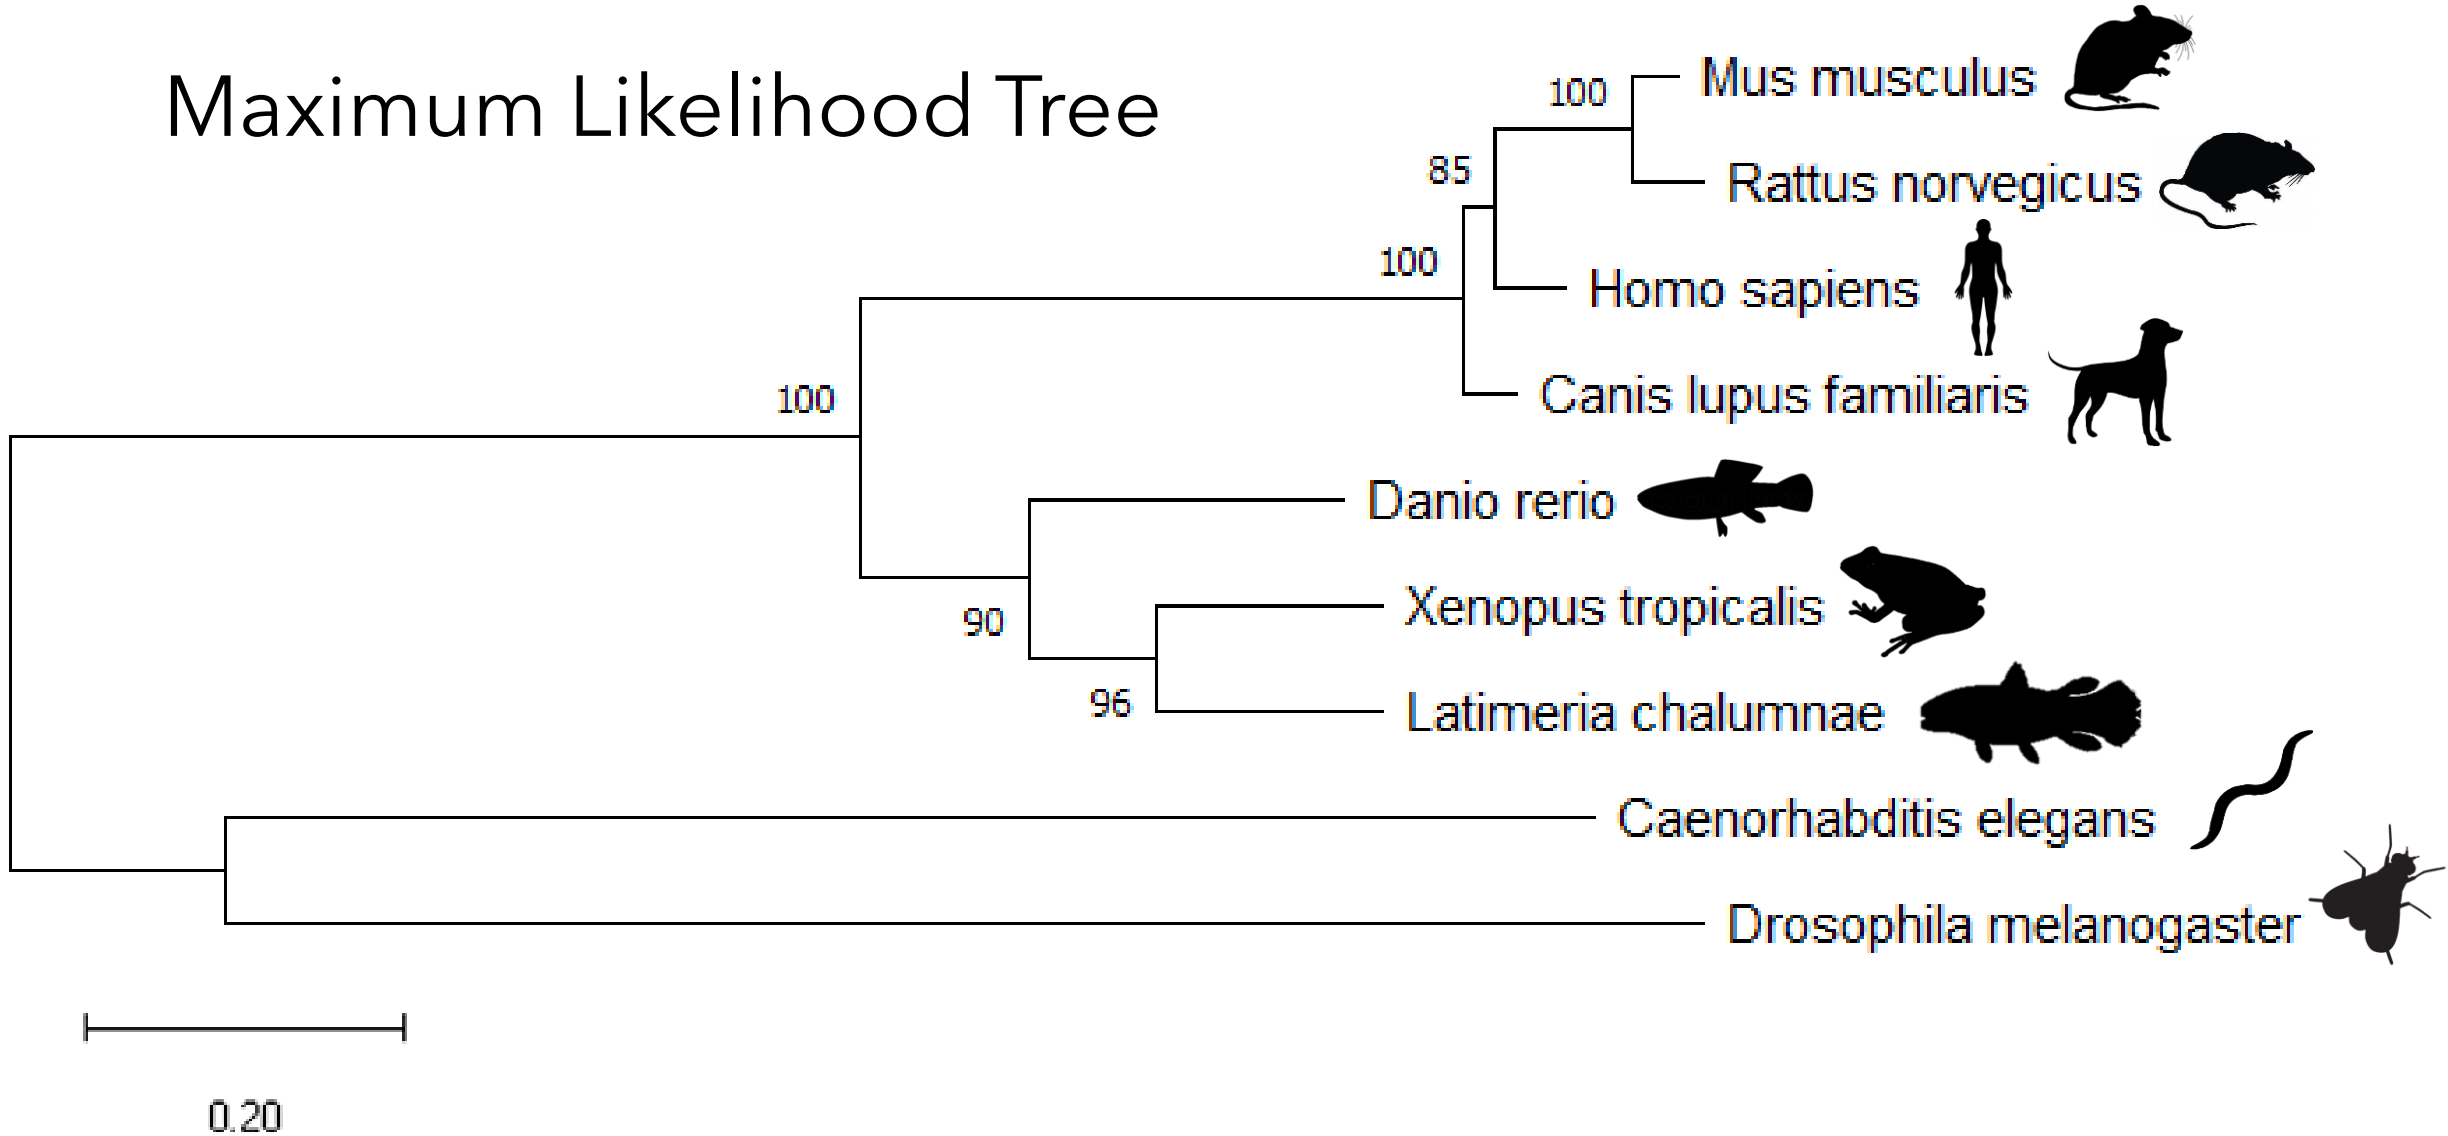 Maximum Likelihood Tree
100
Mus musculus
85
Rattus norvegicus
100
Homo sapiens
100
Canis lupus familiaris
Danio rerio
90
Xenopus tropicalis
96
Latimeria chalumnae
Caenorhabditis elegans
Drosophila melanogaster
0.20